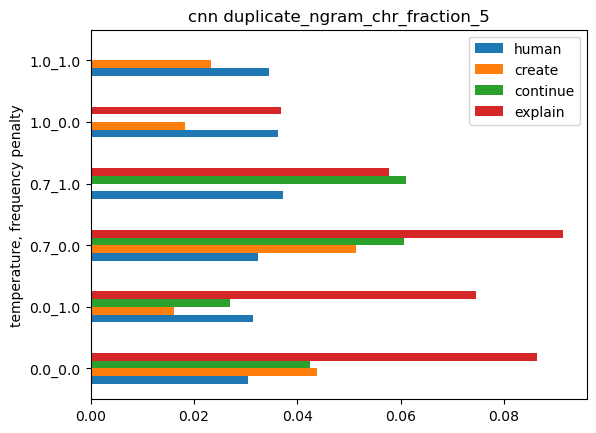 cnn duplicate_ngram_chr_fraction_5
human
create
continue
explain
temperature, frequency penalty
1.0_1.0
1.0_0.0
0.7_1.0
0.7_0.0
0.0_1.0
0.0_0.0
0.00 0.02 0.04 0.06 0.08